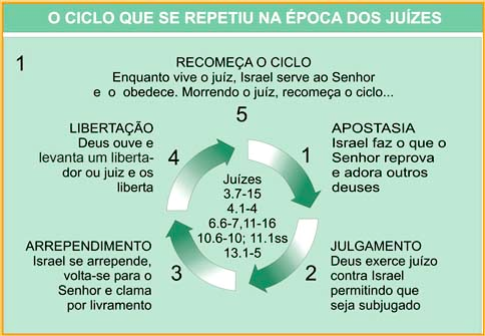 O CICLO QUE SE REPETIU NA ÉPOCA DOS JUÍZES
1
RECOMEÇA O CICLO
Enquanto vive o juíz, Israel serve ao Senhor
e o obedece. Morrendo o juíz, recomeça o ciclo...
5
APOSTASIA
Israel faz o que o
Senhor reprova
e adora outros
deuses
1
JULGAMENTO
Deus exerce juízo
contra Israel
permitindo que
seja subjugado
2
ARREPENDIMENTO
Israel se arrepende,
volta-se para o
Senhor e clama
por livramento
3
LIBERTAÇÃO
Deus ouve e
levanta um liberta-
dor ou juiz e os
liberta
4
Juízes
3.7-15
4.1-4
6.6-7,11-16
10.6-10; 11.1ss
13.1-5